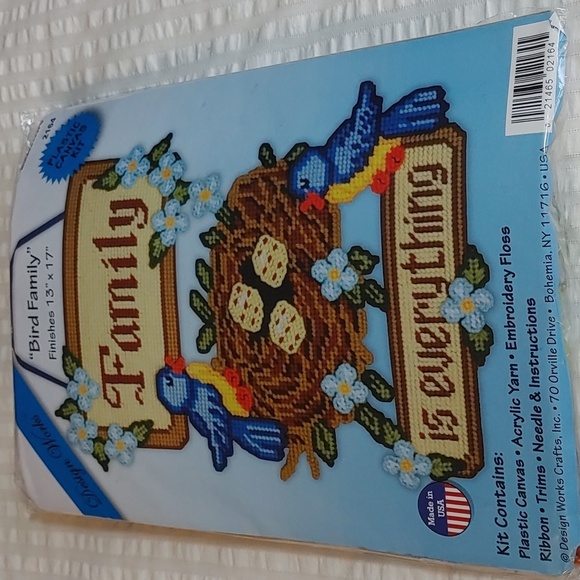 Design Works
2164
PLASTIC
CANVAS
KIT
"Bird Family"
Finishes 13" x 17"
Family
is everything
Made in
USA
Kit Contains:
Plastic Canvas • Acrylic Yarn • Embroidery Floss
Ribbon • Trims • Needle & Instructions
© Design Works Crafts, Inc. • 70 Orville Drive • Bohemia, NY 11716 • USA
21465 02164